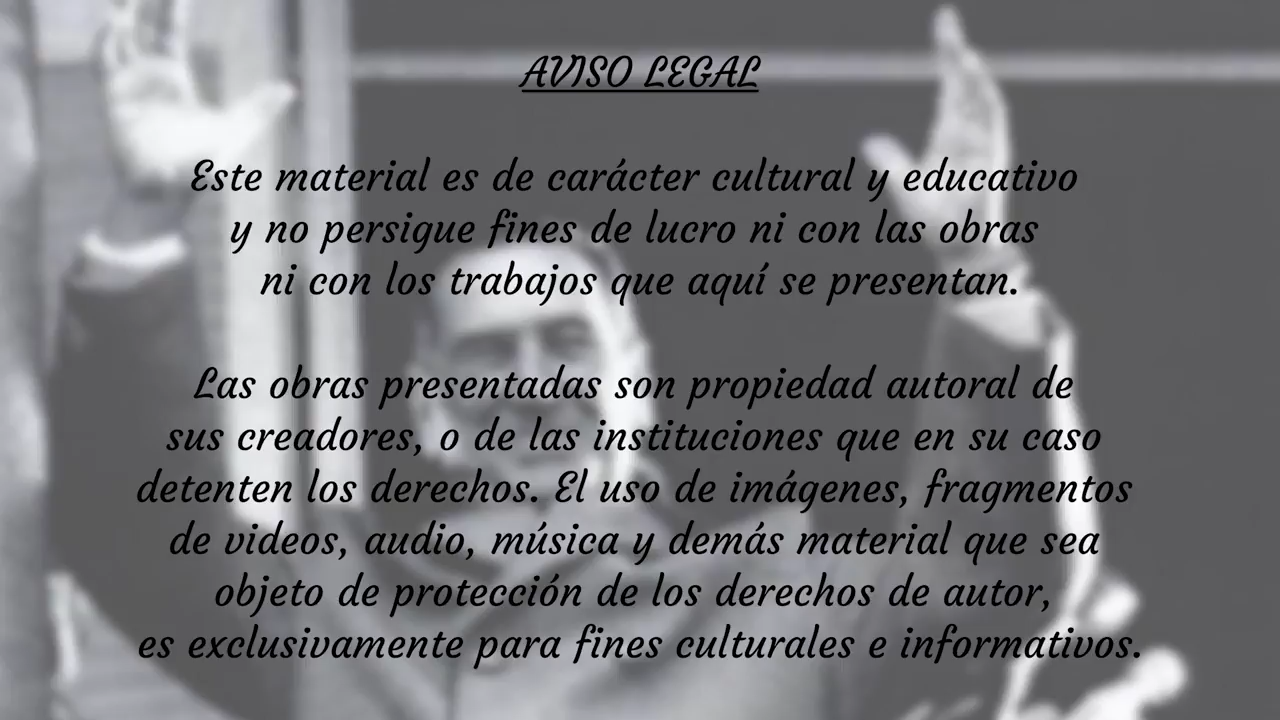 AVISO LEGAL
Este material es de carácter cultural y educativo
y no persigue fines de lucro ni con las obras
ni con los trabajos que aquí se presentan.
Las obras presentadas son propiedad autoral de
sus creadores, o de las instituciones que en su caso
detenten los derechos. El uso de imágenes, fragmentos
de videos, audio, música y demás material que sea
objeto de protección de los derechos de autor,
es exclusivamente para fines culturales e informativos.